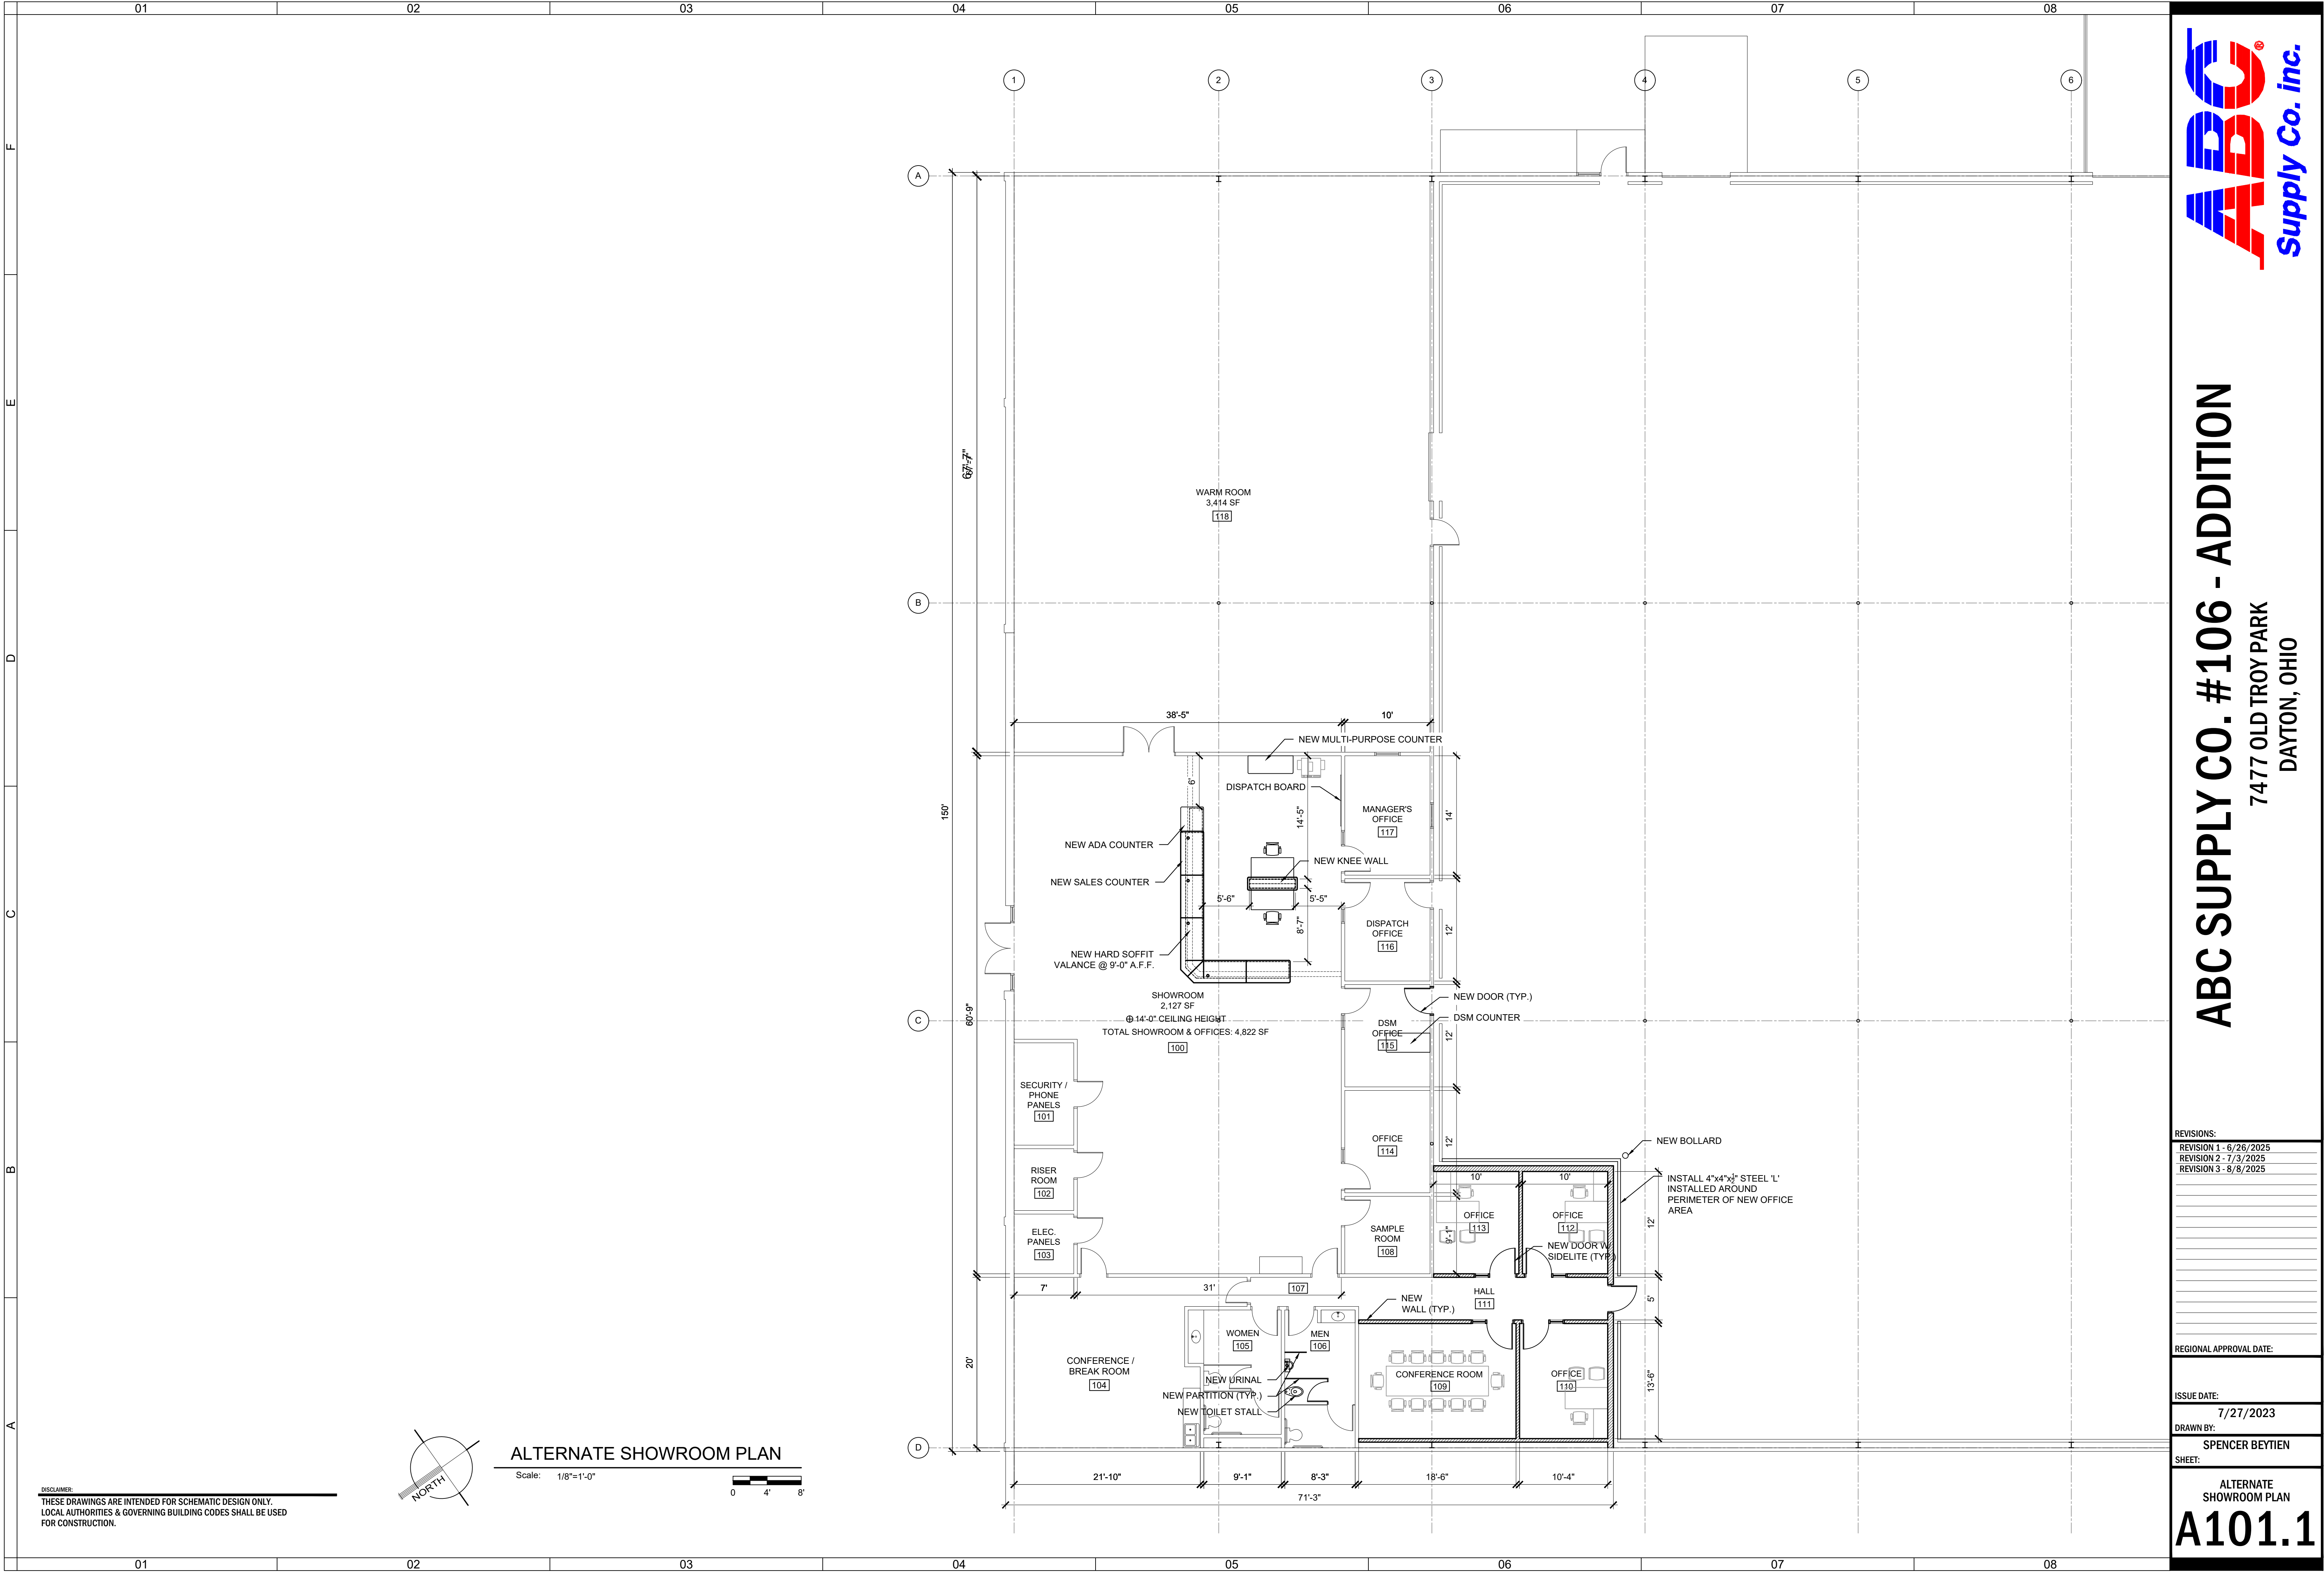 01 02 03 04 05 06 07 08
F
E
D
C
B
A
1 2 3 4 5 6
A
B
C
D
67'-7"
150'
60'-9"
20'
WARM ROOM
3,414 SF
118
38'-5"
10'
NEW MULTI-PURPOSE COUNTER
6'
DISPATCH BOARD
14'-5"
MANAGER'S
OFFICE
117
14'
NEW ADA COUNTER
NEW KNEE WALL
NEW SALES COUNTER
5'-6"
5'-5"
8'-7"
DISPATCH
OFFICE
116
12'
NEW HARD SOFFIT
VALANCE @ 9'-0" A.F.F.
SHOWROOM
2,127 SF
14'-0" CEILING HEIGHT
TOTAL SHOWROOM & OFFICES: 4,822 SF
100
NEW DOOR (TYP.)
DSM COUNTER
DSM
OFFICE
115
12'
SECURITY /
PHONE
PANELS
101
OFFICE
114
12'
NEW BOLLARD
RISER
ROOM
102
10'
10'
INSTALL 4"x4"x½" STEEL 'L'
INSTALLED AROUND
PERIMETER OF NEW OFFICE
AREA
ELEC.
PANELS
103
SAMPLE
ROOM
108
9'-1"
OFFICE
113
OFFICE
112
12'
NEW DOOR W/
SIDELITE (TYP.)
7'
31'
107
HALL
111
5'
NEW
WALL (TYP.)
WOMEN
105
MEN
106
CONFERENCE /
BREAK ROOM
104
NEW URINAL
NEW PARTITION (TYP.)
NEW TOILET STALL
CONFERENCE ROOM
109
OFFICE
110
13'-6"
21'-10"
9'-1"
8'-3"
18'-6"
10'-4"
71'-3"
NORTH
ALTERNATE SHOWROOM PLAN
Scale: 1/8"=1'-0"
0 4' 8'
DISCLAIMER:
THESE DRAWINGS ARE INTENDED FOR SCHEMATIC DESIGN ONLY.
LOCAL AUTHORITIES & GOVERNING BUILDING CODES SHALL BE USED
FOR CONSTRUCTION.
01 02 03 04 05 06 07 08
ABC®
Supply Co. inc.
ABC SUPPLY CO. #106 - ADDITION
7477 OLD TROY PARK
DAYTON, OHIO
REVISIONS:
REVISION 1 - 6/26/2025
REVISION 2 - 7/3/2025
REVISION 3 - 8/8/2025
REGIONAL APPROVAL DATE:
ISSUE DATE:
7/27/2023
DRAWN BY:
SPENCER BEYTIEN
SHEET:
ALTERNATE
SHOWROOM PLAN
A101.1